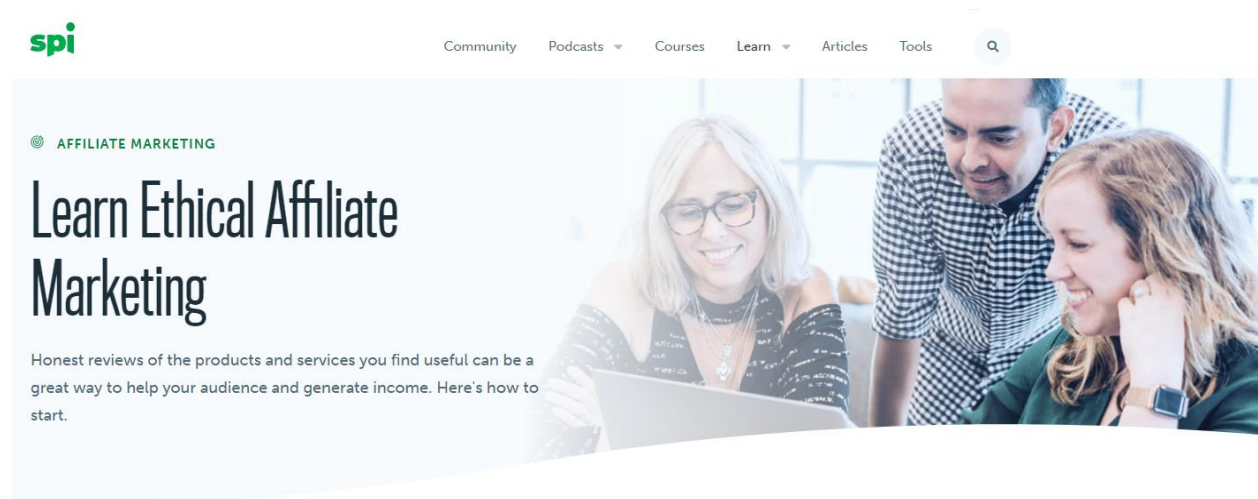 spi
Community Podcasts Courses Learn Articles Tools
AFFILIATE MARKETING
Learn Ethical Affiliate
Marketing
Honest reviews of the products and services you find useful can be a
great way to help your audience and generate income. Here's how to
start.